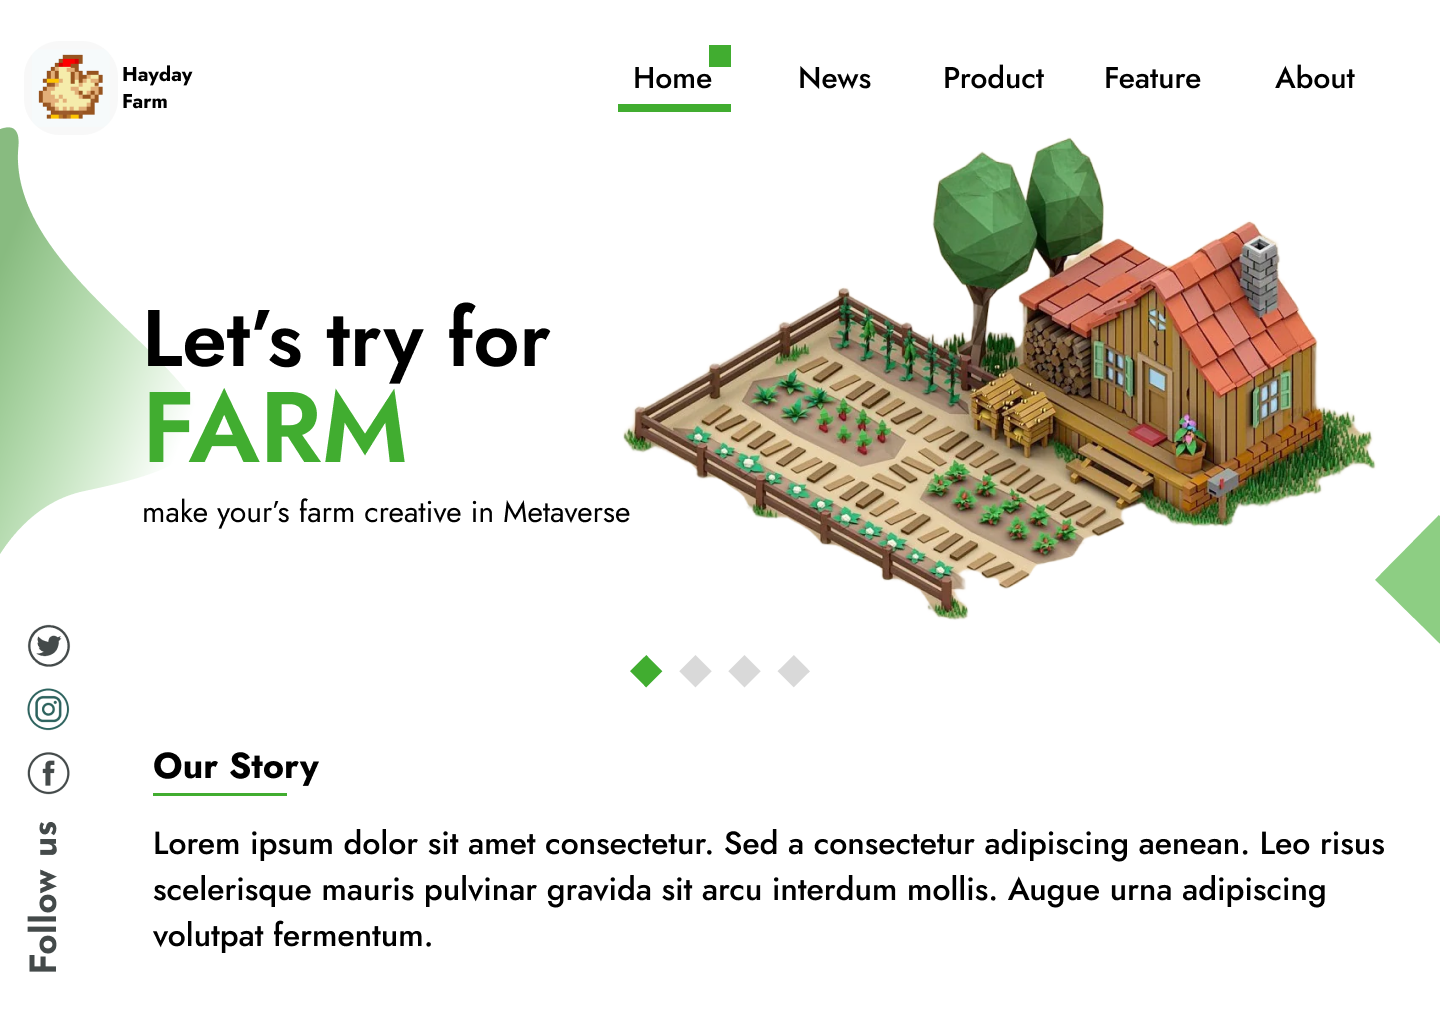 Hayday
Farm
Home
News
Product
Feature
About
Let's try for
FARM
make your's farm creative in Metaverse
Follow us
Our Story
Lorem ipsum dolor sit amet consectetur. Sed a consectetur adipiscing aenean. Leo risus
scelerisque mauris pulvinar gravida sit arcu interdum mollis. Augue urna adipiscing
volutpat fermentum.